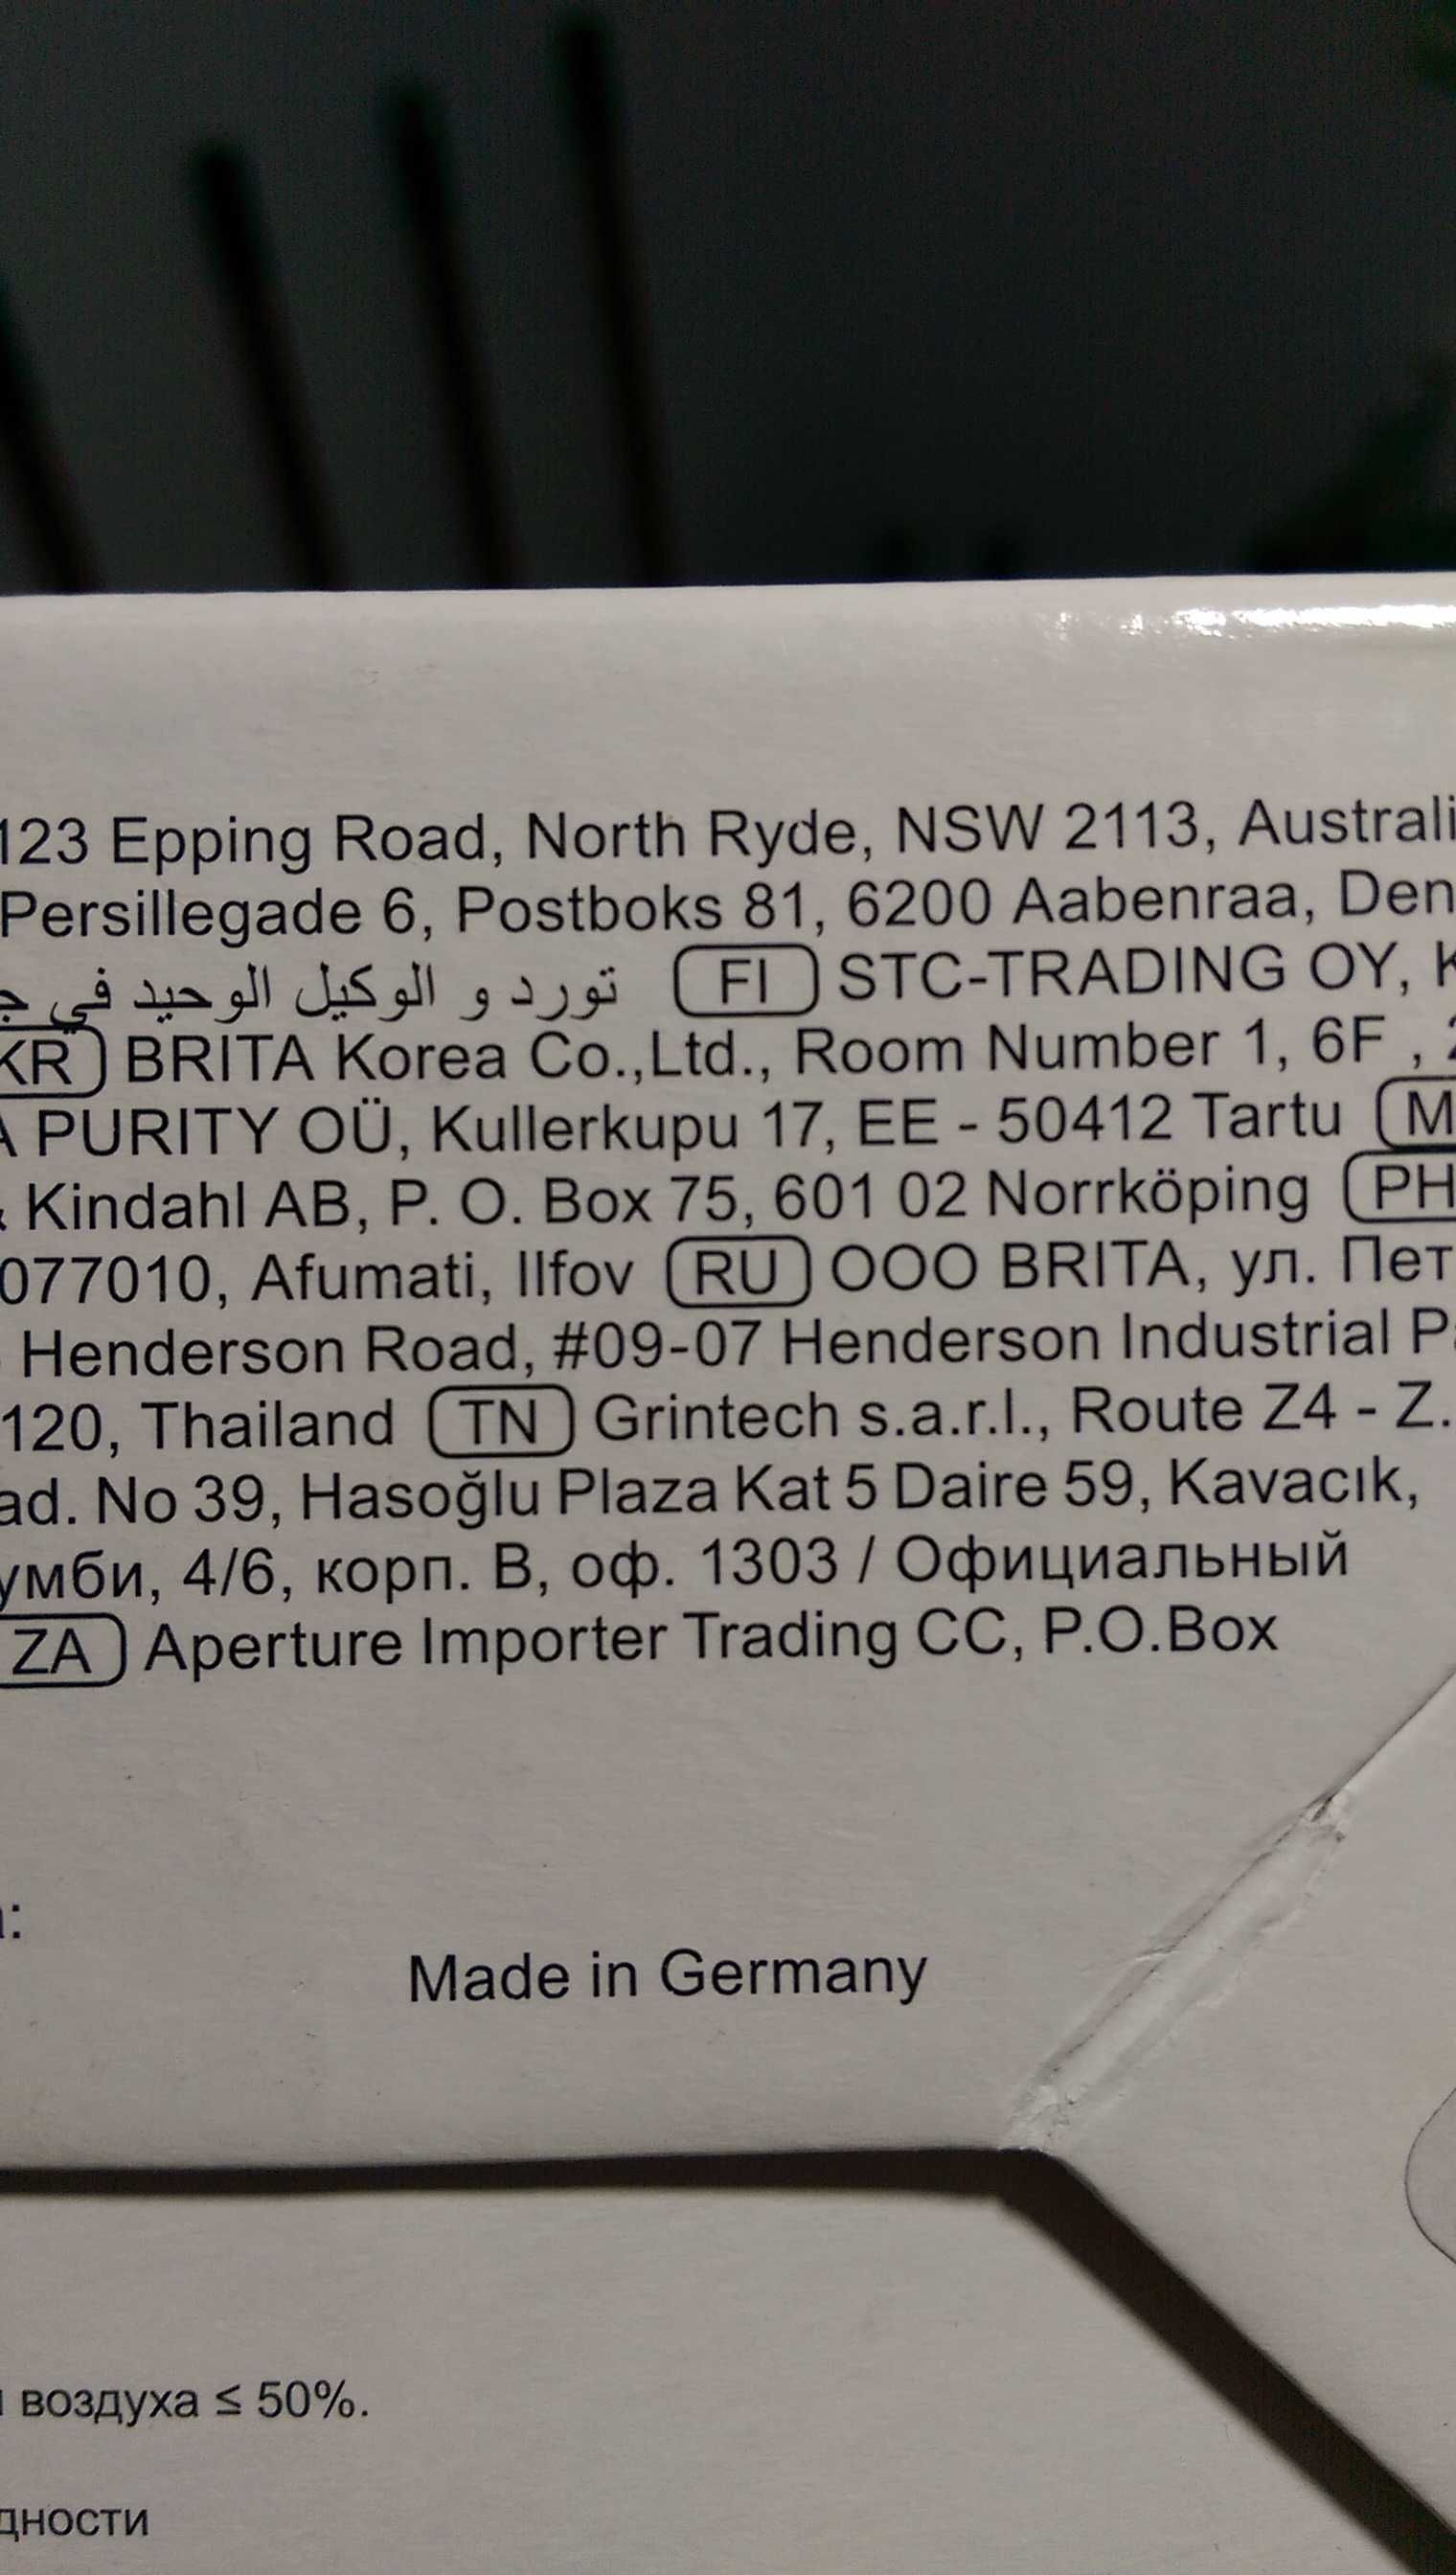 123 Epping Road, North Ryde, NSW 2113, Australi
Persillegade 6, Postboks 81, 6200 Aabenraa, Den
تورد و الوكيل الوحيد في ج FI STC-TRADING OY, K
KR BRITA Korea Co.,Ltd., Room Number 1, 6F , 2
A PURITY OÜ, Kullerkupu 17, EE - 50412 Tartu M
& Kindahl AB, P. O. Box 75, 601 02 Norrköping PH
077010, Afumati, Ilfov RU OOO BRITA, ул. Пет
Henderson Road, #09-07 Henderson Industrial Pa
120, Thailand TN Grintech s.a.r.l., Route Z4 - Z.
ad. No 39, Hasoğlu Plaza Kat 5 Daire 59, Kavacık,
умби, 4/6, корп. В, оф. 1303 / Официальный
ZA Aperture Importer Trading CC, P.O.Box
a:
Made in Germany
воздуха ≤ 50%.
дности